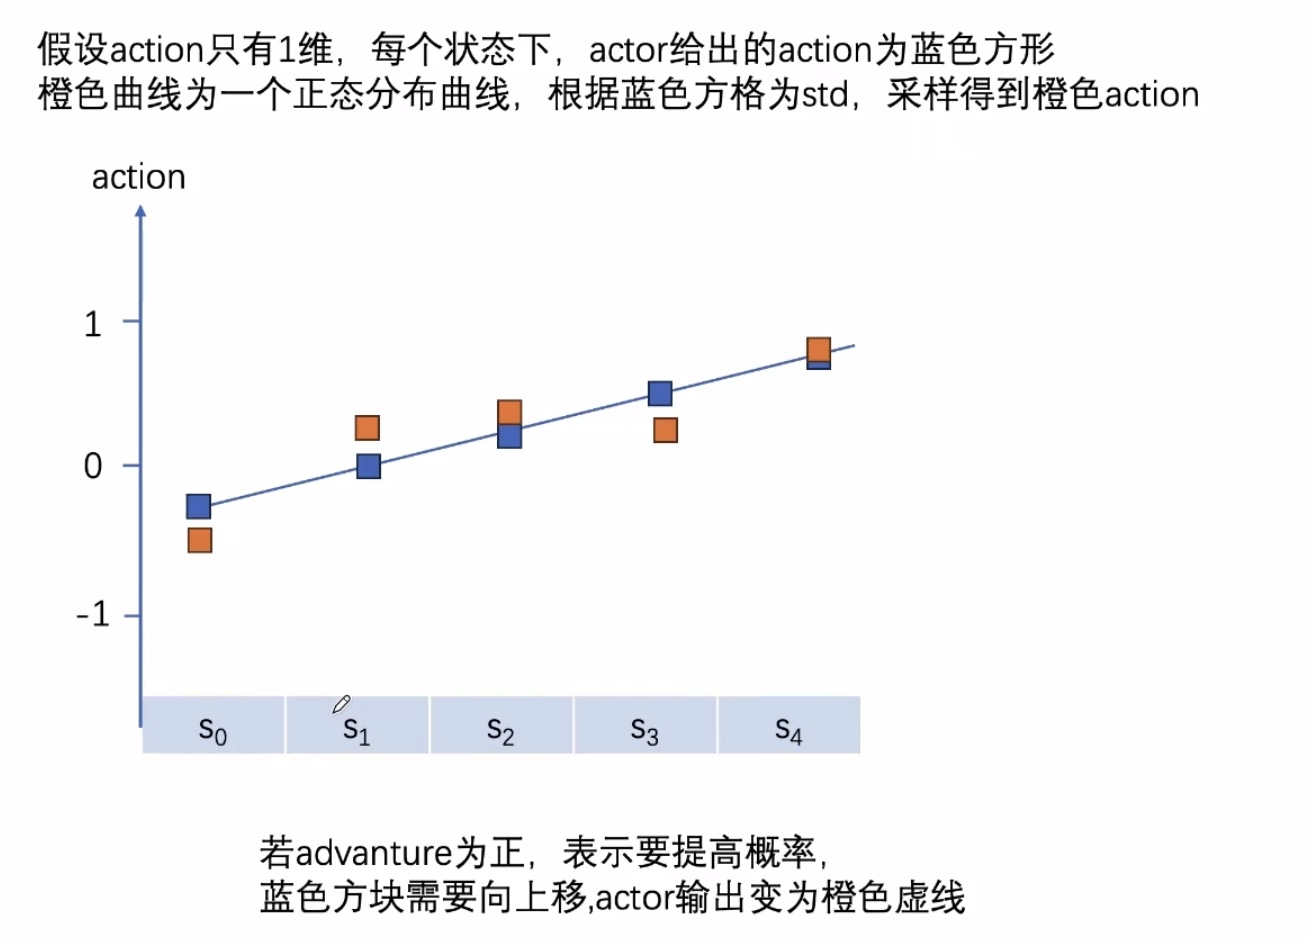 假设action只有1维，每个状态下，actor给出的action为蓝色方形
橙色曲线为一个正态分布曲线，根据蓝色方格为std，采样得到橙色action
action
1
0
-1
s0 s1 s2 s3 s4
若advanture为正，表示要提高概率，
蓝色方块需要向上移,actor输出变为橙色虚线